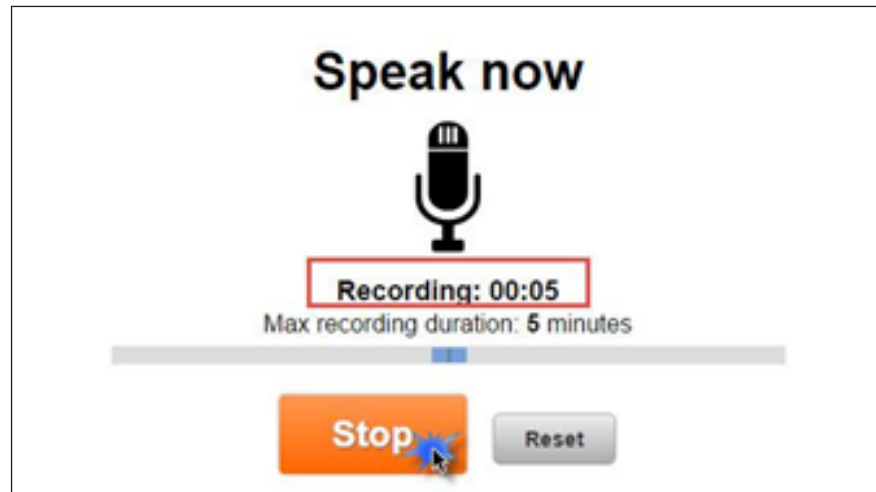 Speak now
Recording: 00:05
Max recording duration: 5 minutes
Stop
Reset